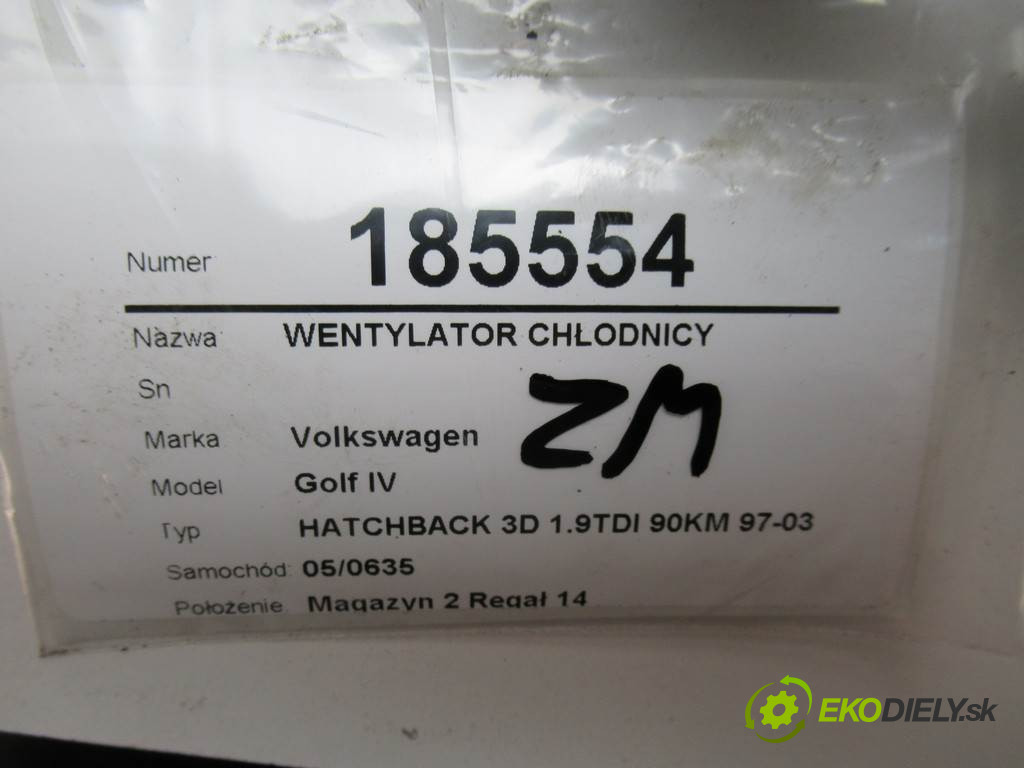 Numer 185554
Nazwa WENTYLATOR CHŁODNICY
Sn
ZM
Marka Volkswagen
Model Golf IV
Typ HATCHBACK 3D 1.9TDI 90KM 97-03
Samochód: 05/0635
Położenie Magazyn 2 Regał 14
EKODIELY.sk